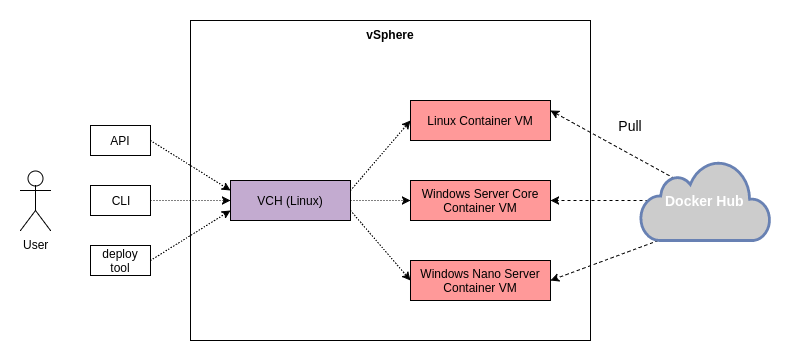 vSphere
API
CLI
deploy
tool
User
VCH (Linux)
Linux Container VM
Windows Server Core
Container VM
Windows Nano Server
Container VM
Pull
Docker Hub